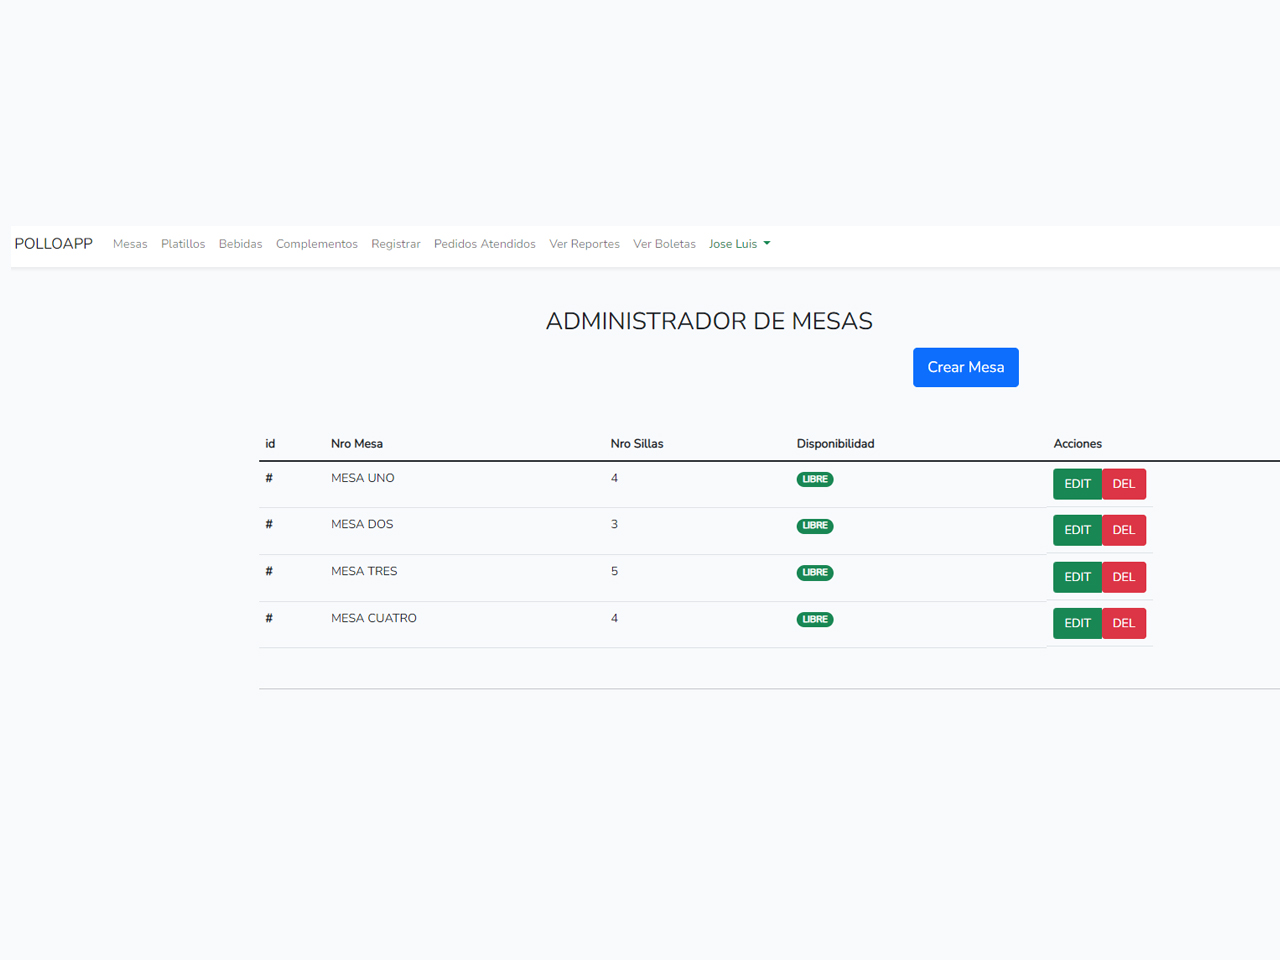 POLLOAPP Mesas Platillos Bebidas Complementos Registrar Pedidos Atendidos Ver Reportes Ver Boletas Jose Luis
ADMINISTRADOR DE MESAS
Crear Mesa
id Nro Mesa Nro Sillas Disponibilidad Acciones
# MESA UNO 4 LIBRE EDIT DEL
# MESA DOS 3 LIBRE EDIT DEL
# MESA TRES 5 LIBRE EDIT DEL
# MESA CUATRO 4 LIBRE EDIT DEL